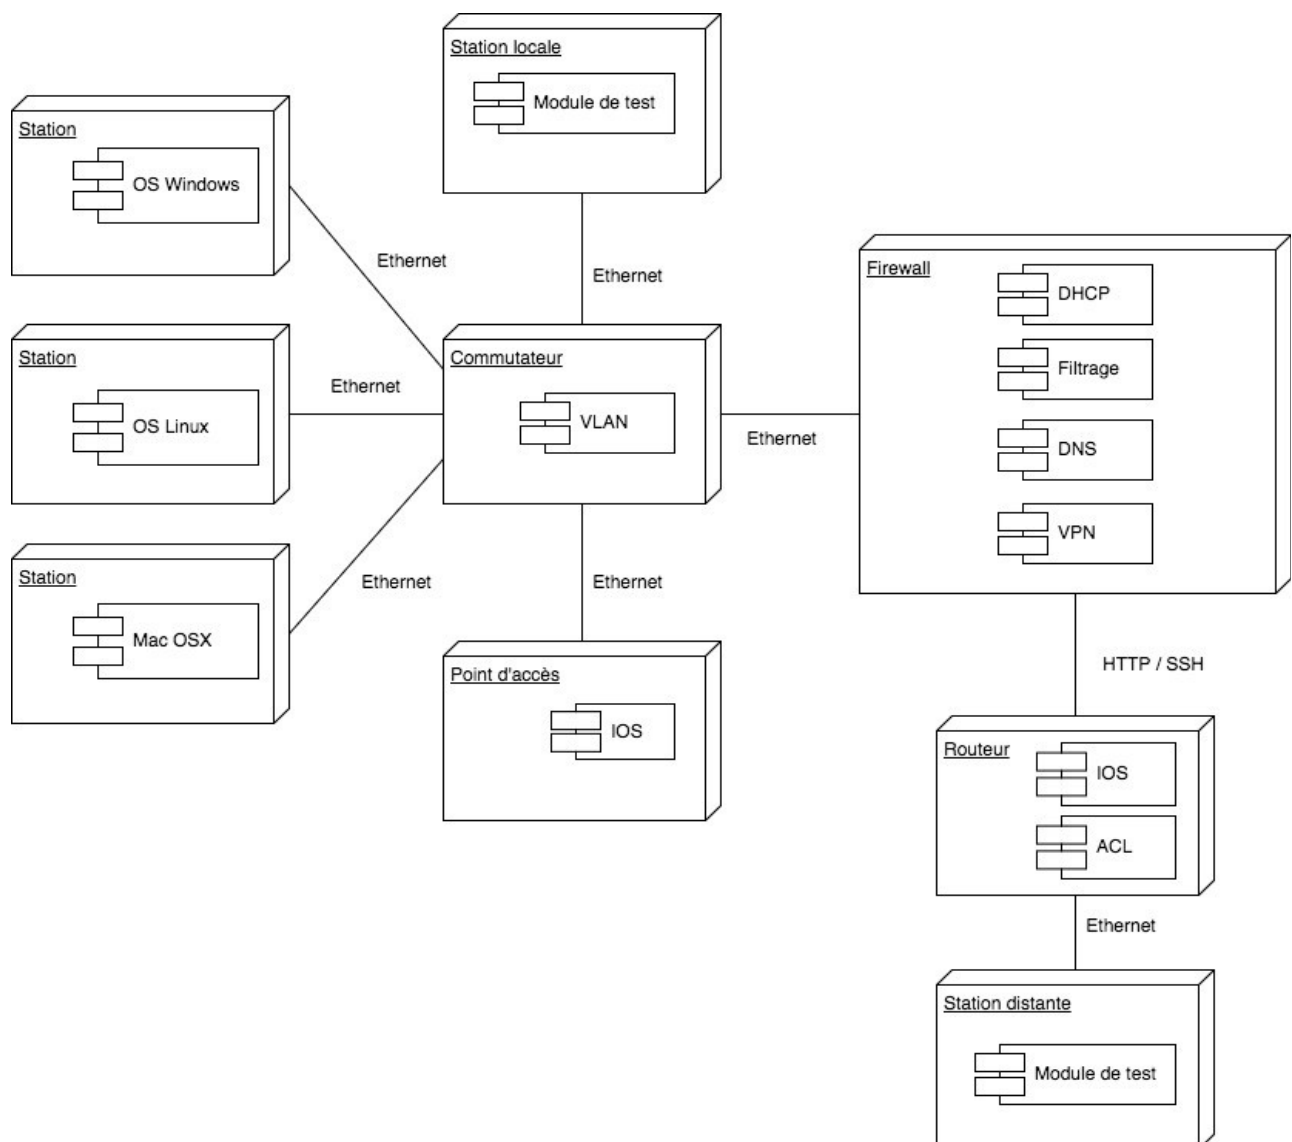 Station locale
Module de test
Station
OS Windows
Ethernet
Ethernet
Firewall
DHCP
Filtrage
DNS
VPN
Station
OS Linux
Ethernet
Commutateur
VLAN
Ethernet
Station
Mac OSX
Ethernet
Ethernet
Point d'accès
IOS
HTTP / SSH
Routeur
IOS
ACL
Ethernet
Station distante
Module de test